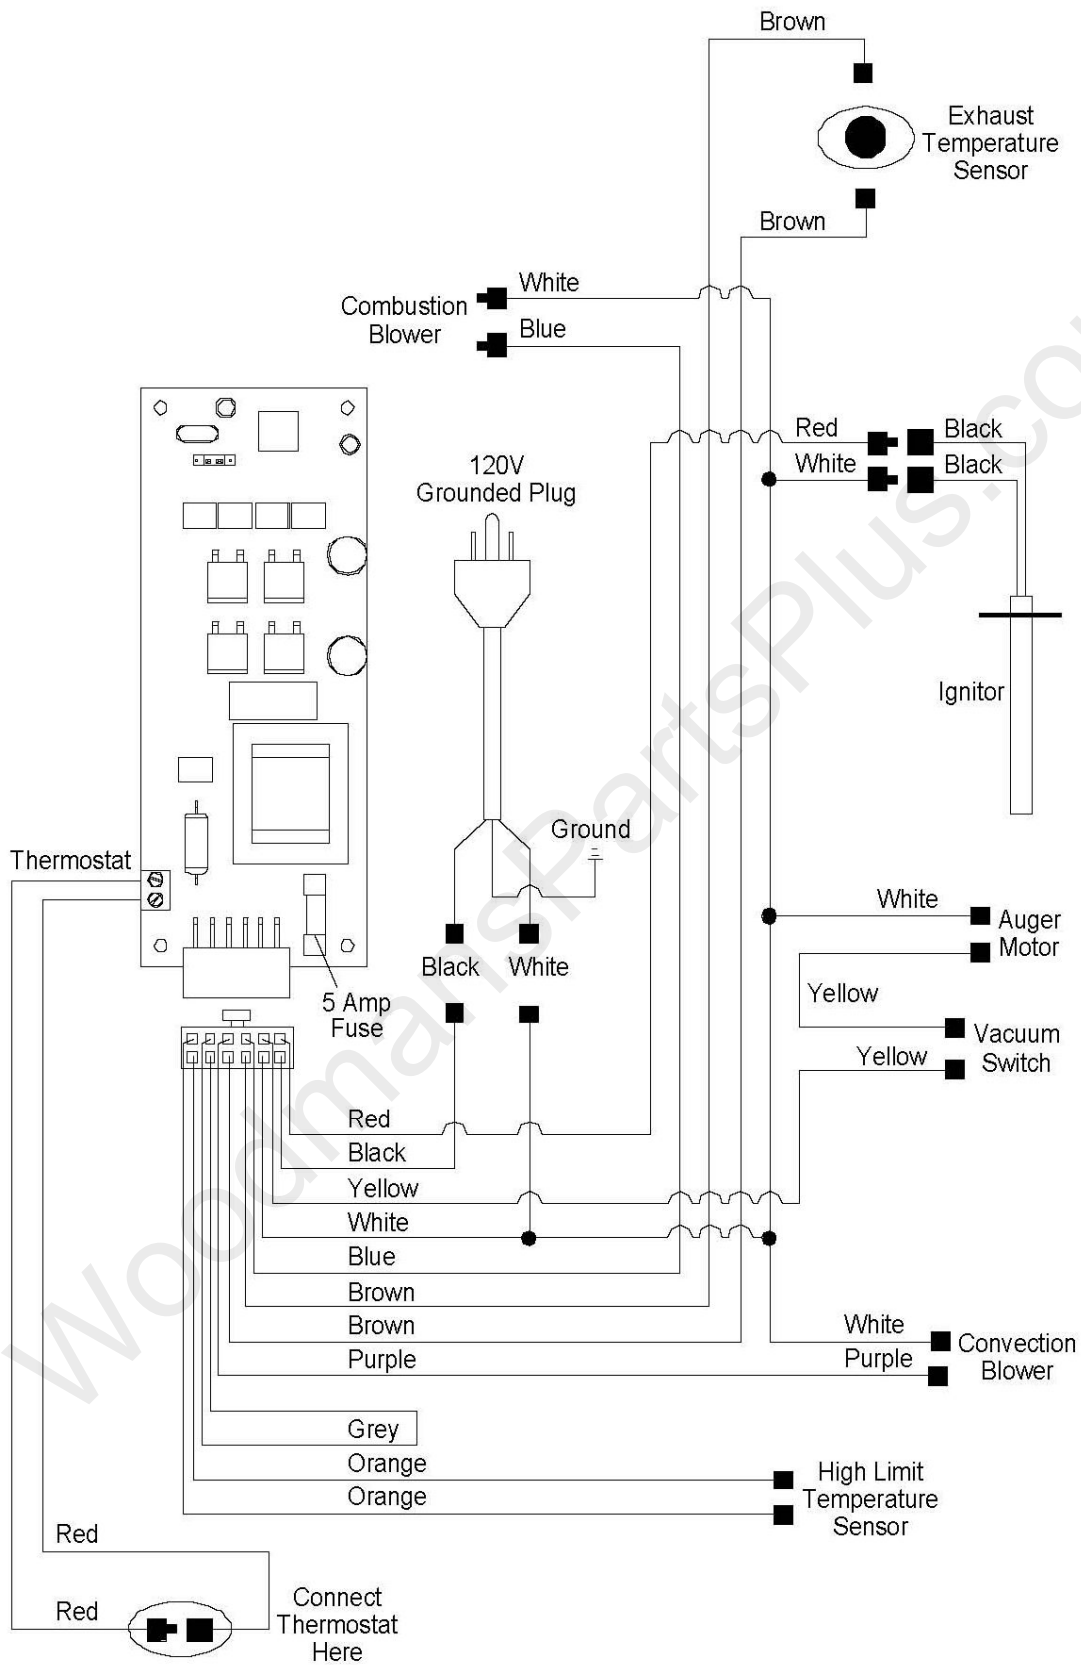 Brown
Exhaust
Temperature
Sensor
Brown
White
Combustion
Blower
Blue
Red
Black
White
Black
120V
Grounded Plug
Ignitor
Ground
Thermostat
White
Auger
Motor
Black
White
Yellow
5 Amp
Fuse
Vacuum
Switch
Yellow
Red
Black
Yellow
White
Blue
Brown
Brown
Purple
White
Purple
Convection
Blower
Grey
Orange
Orange
High Limit
Temperature
Sensor
Red
Red
Connect
Thermostat
Here
WoodmansPartsPlus.co